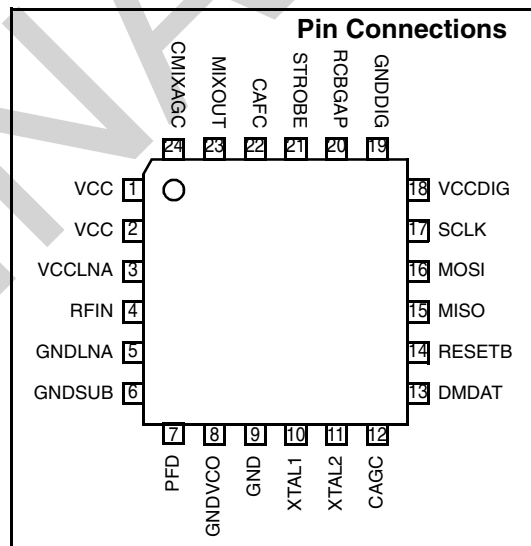 Pin Connections
CMIXAGC
MIXOUT
CAFC
STROBE
RCBGAP
GNDDIG
24 23 22 21 20 19
VCC 1 18 VCCDIG
VCC 2 17 SCLK
VCCLNA 3 16 MOSI
RFIN 4 15 MISO
GNDLNA 5 14 RESETB
GNDSUB 6 13 DMDAT
7 8 9 10 11 12
PFD
GNDVCO
GND
XTAL1
XTAL2
CAGC